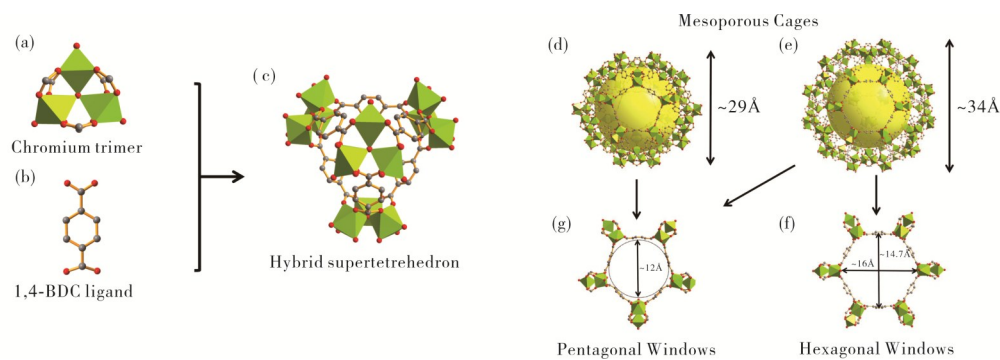 (a)
Chromium trimer
(b)
1,4-BDC ligand
(c)
Hybrid supertetrehedron
Mesoporous Cages
(d)
~29Å
(e)
~34Å
(g)
~12Å
Pentagonal Windows
(f)
~14.7Å
~16Å
Hexagonal Windows